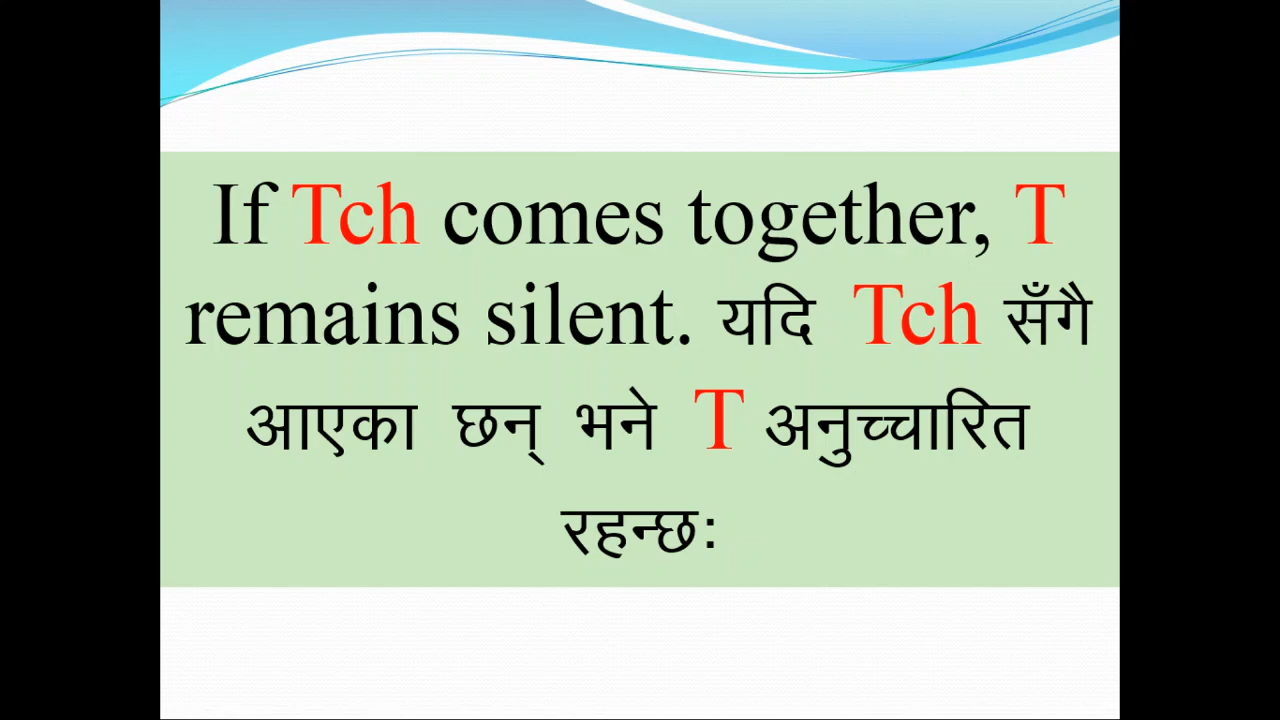 If Tch comes together, T
remains silent. यदि Tch सँगै
आएका छन् भने T अनुच्चारित
रहन्छः